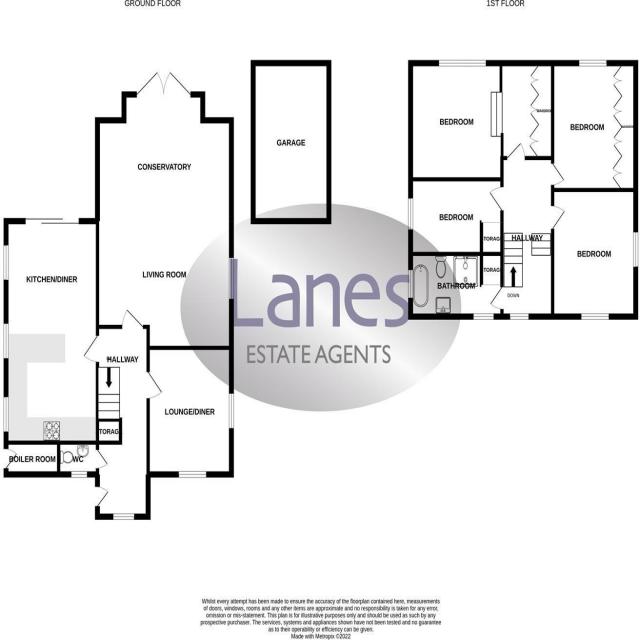 GROUND FLOOR
1ST FLOOR
BEDROOM
WARDROBE
BEDROOM
GARAGE
CONSERVATORY
BEDROOM
TORAG
HALLWAY
BEDROOM
LIVING ROOM
KITCHEN/DINER
TORAG
BATHROOM
DOWN
Lanes
ESTATE AGENTS
HALLWAY
LOUNGE/DINER
TORAG
BOILER ROOM
WC
Whilst every attempt has been made to ensure the accuracy of the floorplan contained here, measurements
of doors, windows, rooms and any other items are approximate and no responsibility is taken for any error,
omission or mis-statement. This plan is for illustrative purposes only and should be used as such by any
prospective purchaser. The services, systems and appliances shown have not been tested and no guarantee
as to their operability or efficiency can be given.
Made with Metropix ©2022